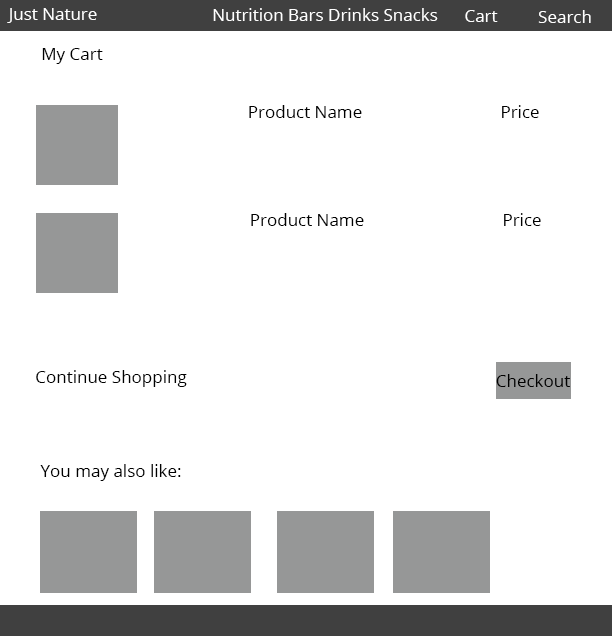 Just Nature Nutrition Bars Drinks Snacks Cart Search
My Cart
Product Name Price
Product Name Price
Continue Shopping Checkout
You may also like: